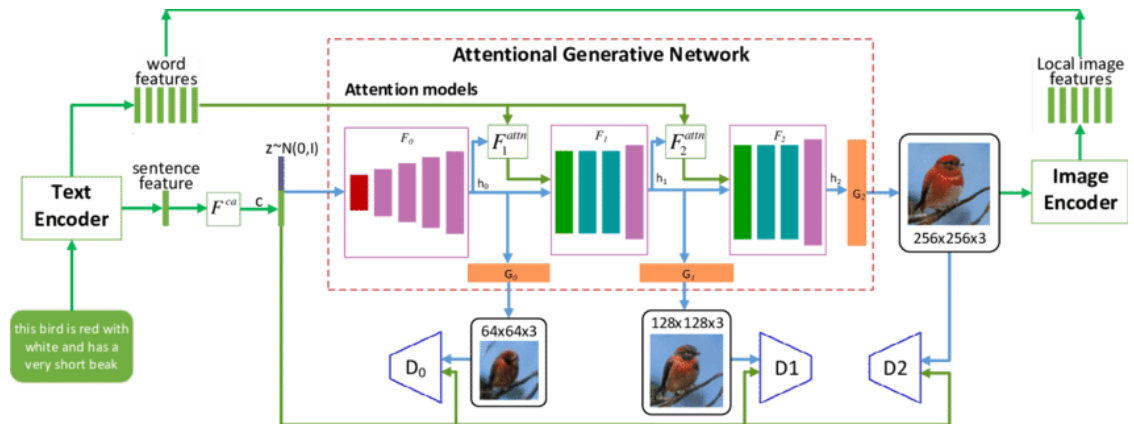 Attentional Generative Network
word
features
Local image
features
Attention models
F₀
F₁ᵃᵗᵗⁿ
F₁
F₂ᵃᵗᵗⁿ
F₂
z~N(0,I)
sentence
feature
Text
Encoder
Fᶜᵃ
c
h₀
h₁
h₂
G₂
Image
Encoder
256x256x3
G₀
G₁
this bird is red with
white and has a
very short beak
64x64x3
128x128x3
D₀
D1
D2